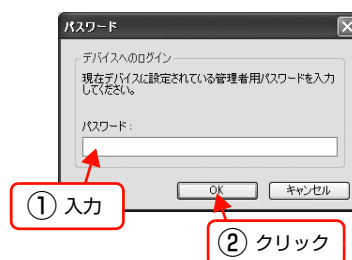 パスワード
デバイスへのログイン
現在デバイスに設定されている管理者用パスワードを入力
してください。
パスワード:
OK キャンセル
① 入力
② クリック